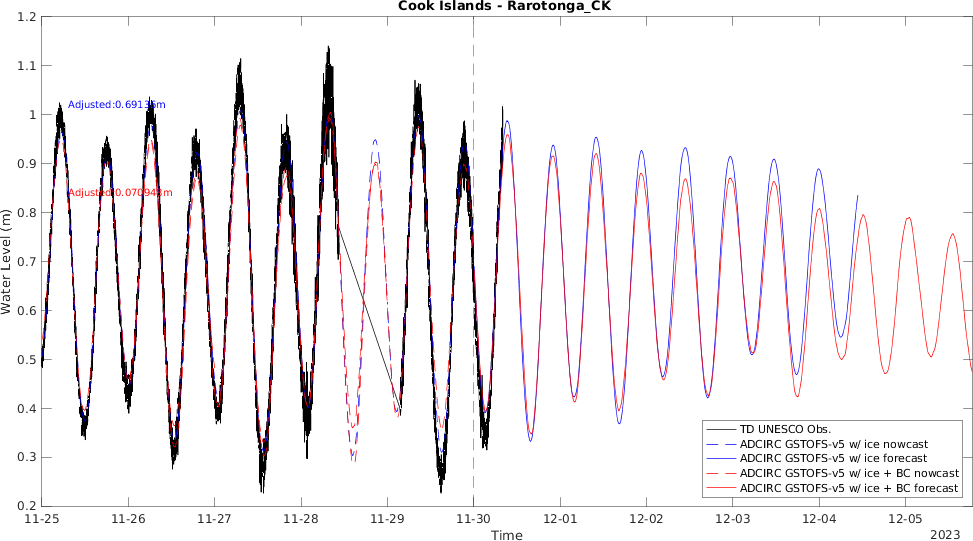 Cook Islands - Rarotonga_CK
Water Level (m)
1.2
1.1
1
0.9
0.8
0.7
0.6
0.5
0.4
0.3
0.2
Adjusted:0.69135m
Adjusted:0.070945m
TD UNESCO Obs.
ADCIRC GSTOFS-v5 w/ ice nowcast
ADCIRC GSTOFS-v5 w/ ice forecast
ADCIRC GSTOFS-v5 w/ ice + BC nowcast
ADCIRC GSTOFS-v5 w/ ice + BC forecast
11-25 11-26 11-27 11-28 11-29 11-30 12-01 12-02 12-03 12-04 12-05
Time
2023